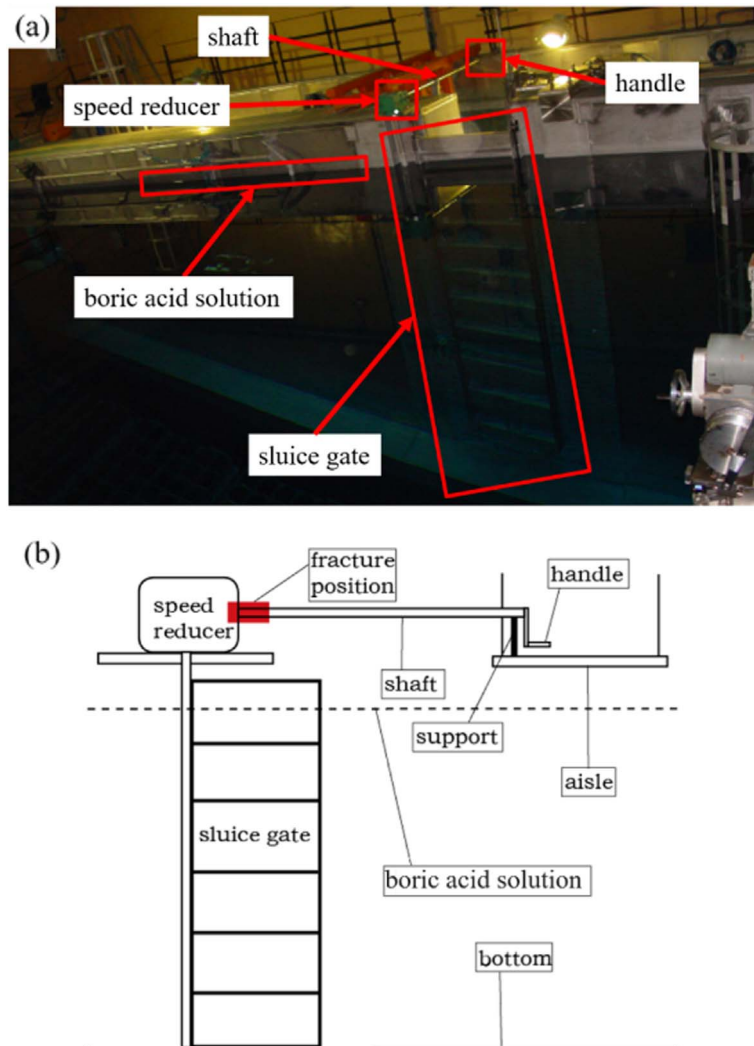 (a)
shaft
handle
speed reducer
boric acid solution
sluice gate
(b)
fracture
position
handle
speed
reducer
shaft
support
aisle
sluice gate
boric acid solution
bottom